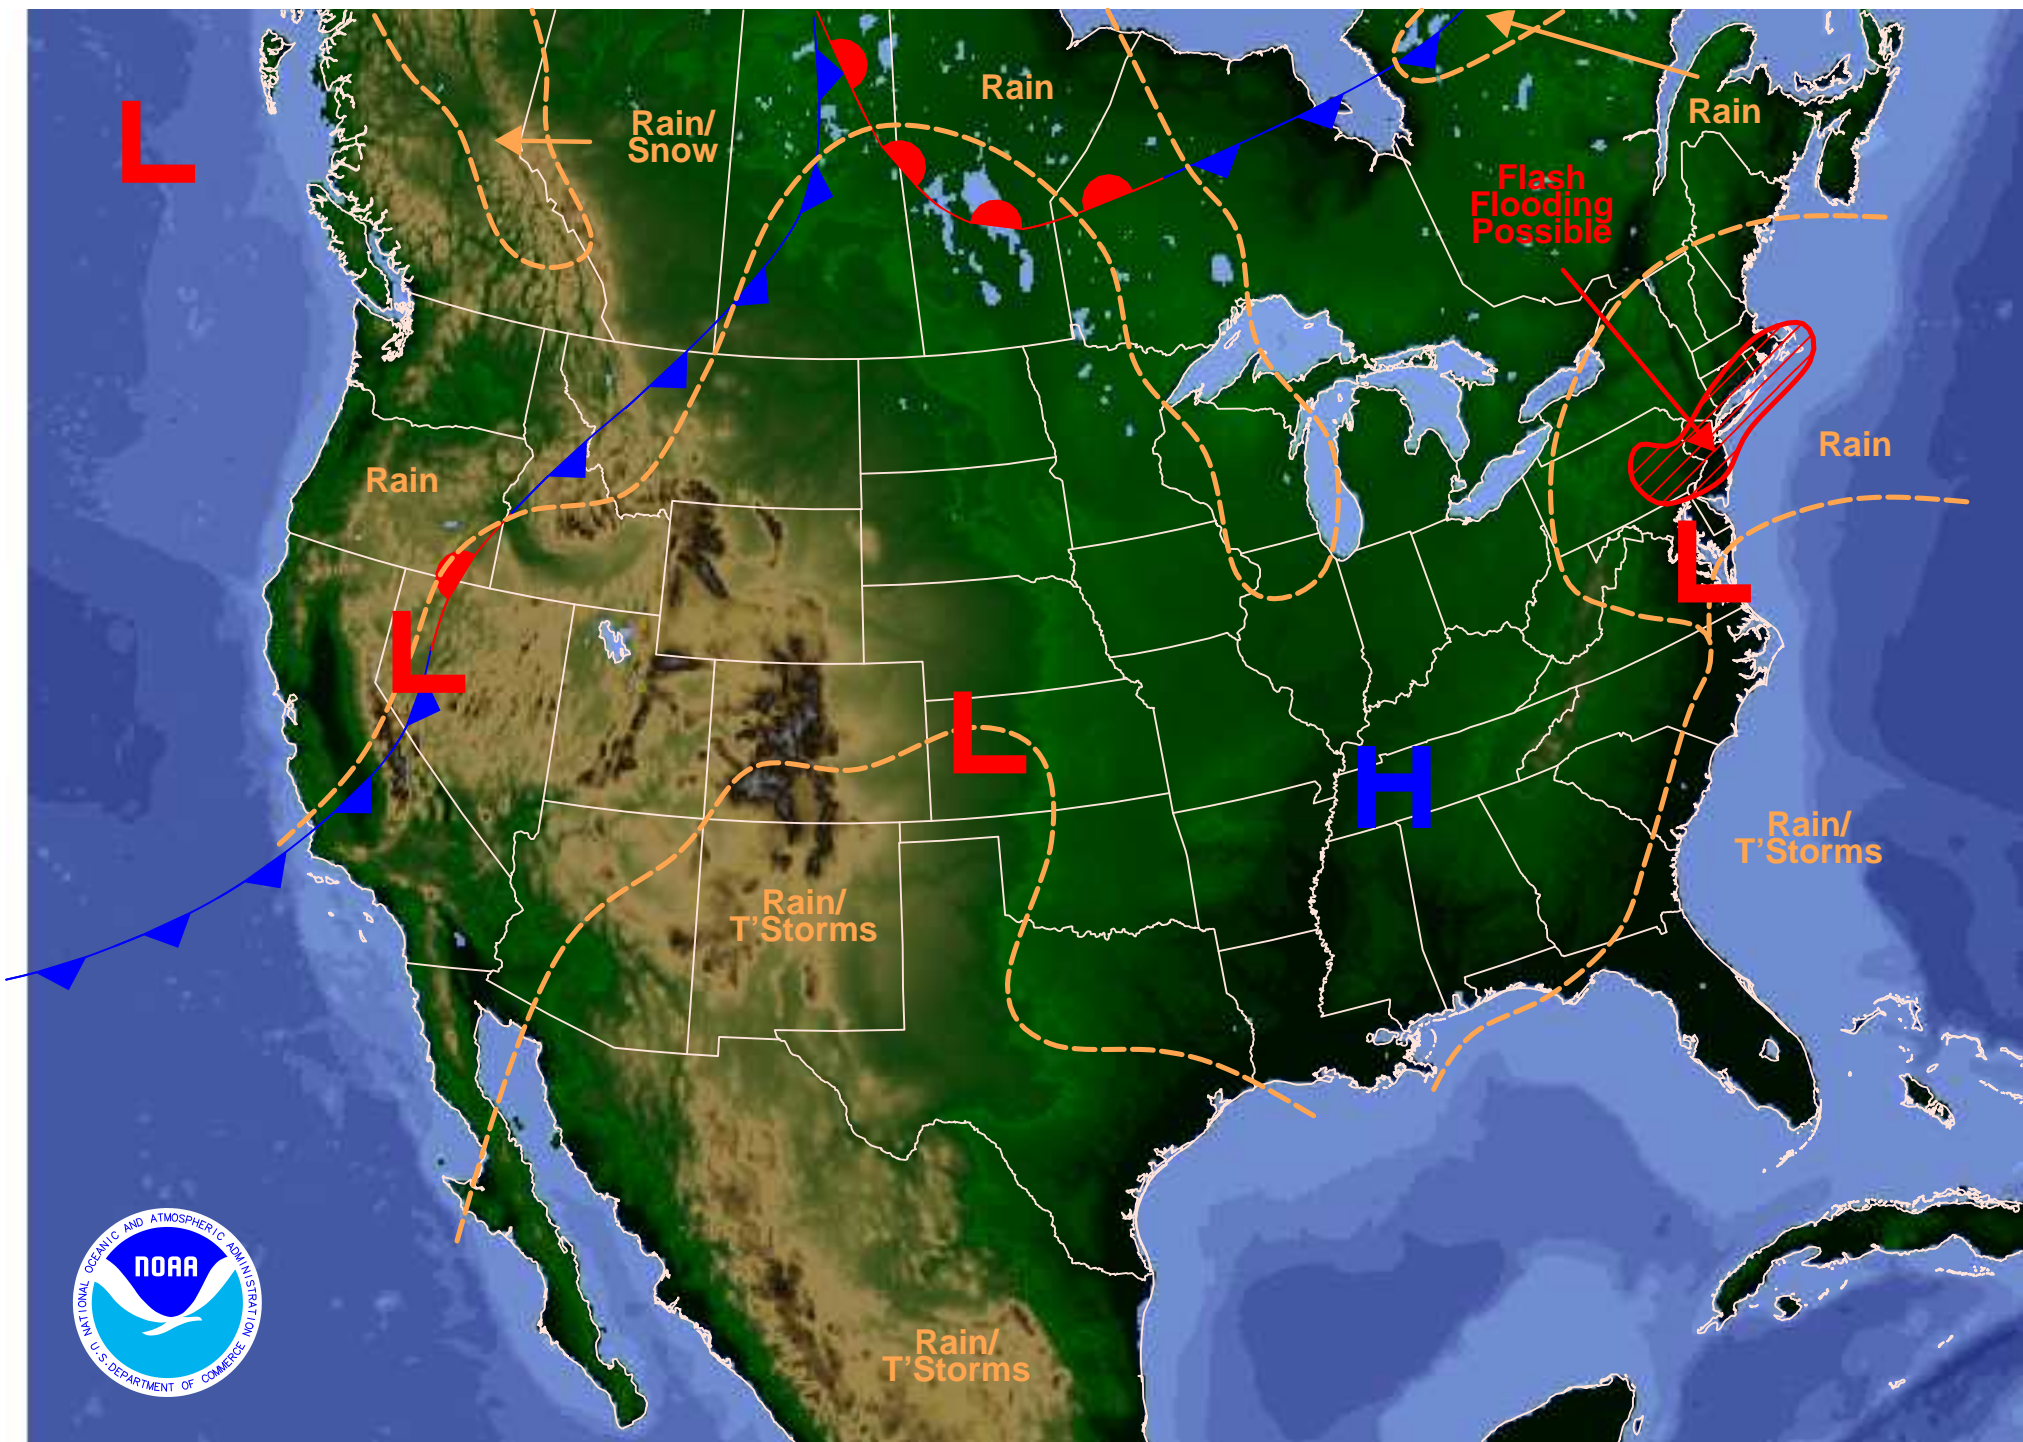 L
Rain/
Snow
Rain
Rain
Flash
Flooding
Possible
Rain
Rain
L
L
L
H
Rain/
T'Storms
Rain/
T'Storms
Rain/
T'Storms
NATIONAL OCEANIC AND ATMOSPHERIC ADMINISTRATION
NOAA
U.S. DEPARTMENT OF COMMERCE